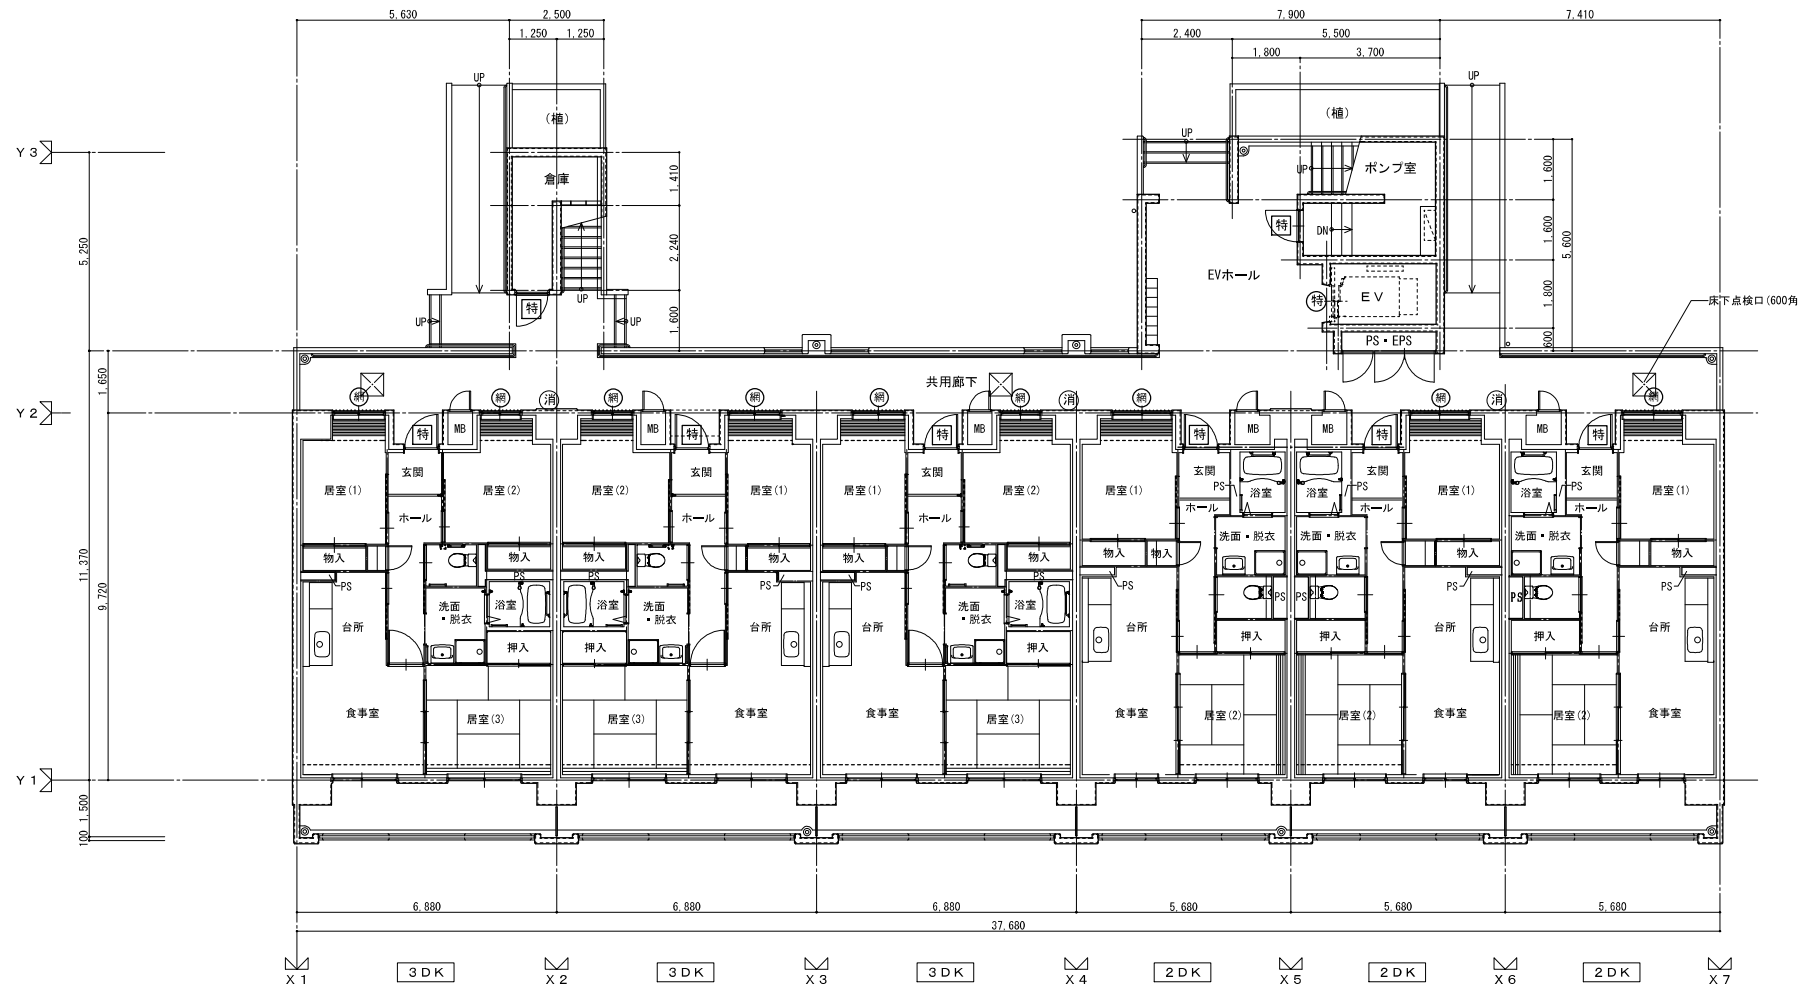 5,630
2,500
7,900
7,410
1,250
1,250
2,400
5,500
1,800
3,700
UP
UP
(植)
(植)
UP
Y3
倉庫
1,410
UP
ポンプ室
1,600
5,250
2,240
特
DN
1,600
5,600
EVホール
UP
特
特
EV
1,800
床下点検口(600角
UP
UP
1,600
600
PS・EPS
1,650
共用廊下
網
網
消
網
網
網
網
消
網
網
消
網
Y2
特
MB
MB
特
特
MB
特
MB
MB
特
MB
特
玄関
玄関
玄関
玄関
浴室
PS
浴室
PS
玄関
浴室
PS
玄関
居室(1)
居室(2)
居室(2)
居室(1)
居室(1)
居室(2)
居室(1)
居室(1)
居室(1)
ホール
ホール
ホール
ホール
ホール
ホール
洗面・脱衣
洗面・脱衣
洗面・脱衣
物入
物入
物入
物入
物入
物入
物入
物入
物入
物入
11,370
9,720
PS
PS
PS
PS
PS
PS
PS
PS
PS
PS
PS
PS
洗面
・脱衣
浴室
浴室
洗面
・脱衣
洗面
・脱衣
浴室
台所
台所
台所
台所
台所
台所
押入
押入
押入
押入
押入
押入
食事室
居室(3)
居室(3)
食事室
食事室
居室(3)
食事室
居室(2)
居室(2)
食事室
居室(2)
食事室
Y1
1,500
100
6,880
6,880
6,880
5,680
5,680
5,680
37,680
X1
3DK
X2
3DK
X3
3DK
X4
2DK
X5
2DK
X6
2DK
X7